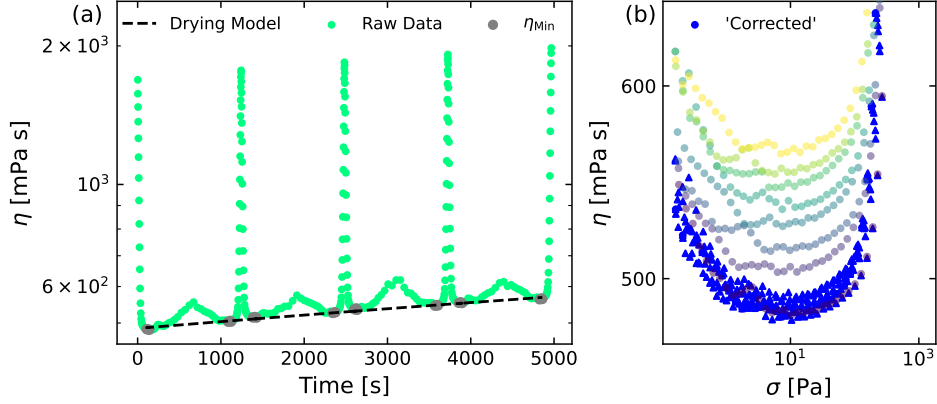 (a)
Drying Model
Raw Data
η_Min
2 × 10³
10³
6 × 10²
η [mPa s]
0
1000
2000
3000
4000
5000
Time [s]
(b)
'Corrected'
600
500
η [mPa s]
10¹
10³
σ [Pa]